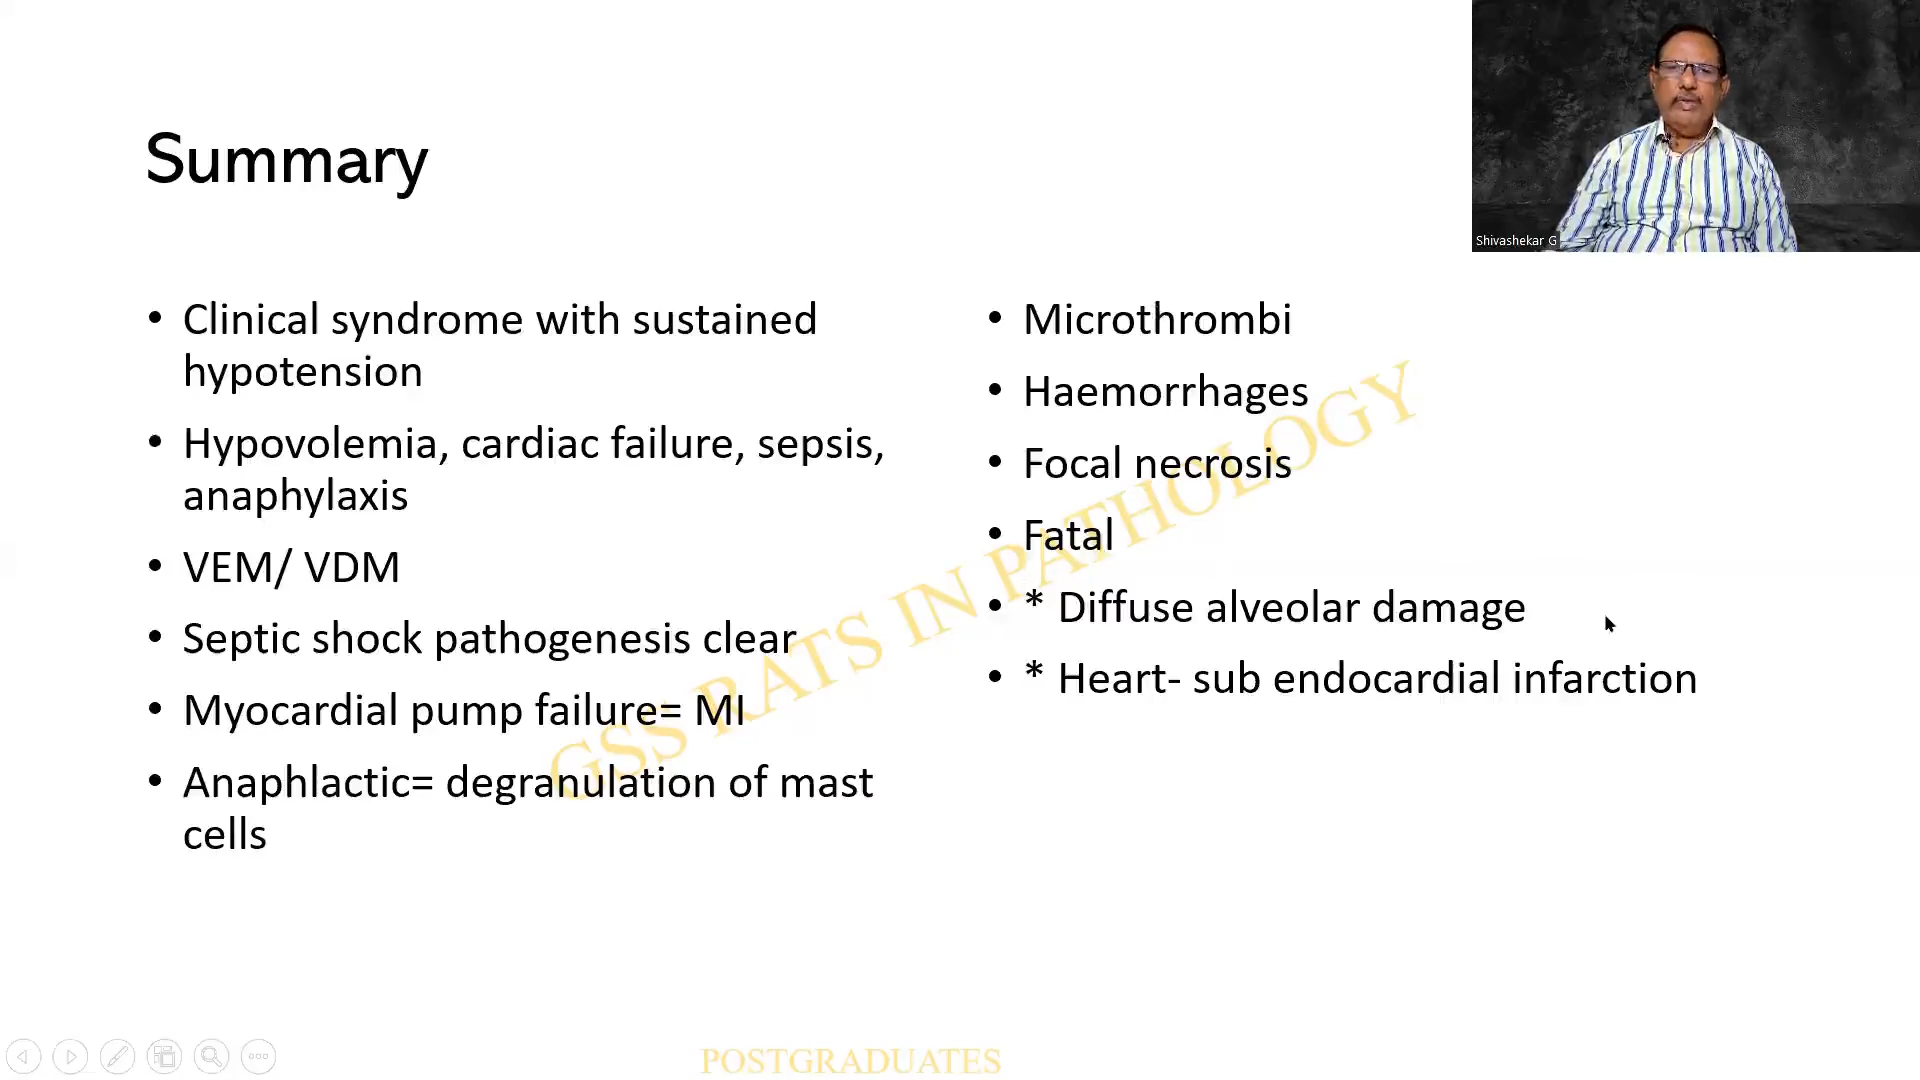 Summary
• Clinical syndrome with sustained
hypotension
• Hypovolemia, cardiac failure, sepsis,
anaphylaxis
• VEM/ VDM
• Septic shock pathogenesis clear
• Myocardial pump failure= MI
• Anaphlactic= degranulation of mast
cells
• Microthrombi
• Haemorrhages
• Focal necrosis
• Fatal
• * Diffuse alveolar damage
• * Heart- sub endocardial infarction
GSS RATS IN PATHOLOGY
Shivashekar G
POSTGRADUATES